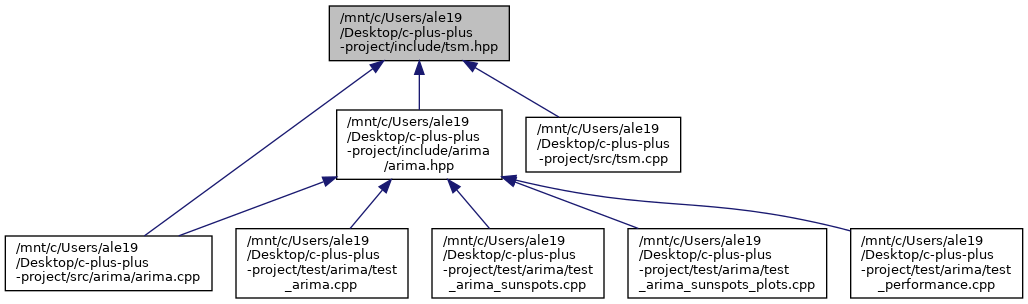 /mnt/c/Users/ale19
/Desktop/c-plus-plus
-project/include/tsm.hpp
/mnt/c/Users/ale19
/Desktop/c-plus-plus
-project/include/arima
/arima.hpp
/mnt/c/Users/ale19
/Desktop/c-plus-plus
-project/src/tsm.cpp
/mnt/c/Users/ale19
/Desktop/c-plus-plus
-project/src/arima/arima.cpp
/mnt/c/Users/ale19
/Desktop/c-plus-plus
-project/test/arima/test
_arima.cpp
/mnt/c/Users/ale19
/Desktop/c-plus-plus
-project/test/arima/test
_arima_sunspots.cpp
/mnt/c/Users/ale19
/Desktop/c-plus-plus
-project/test/arima/test
_arima_sunspots_plots.cpp
/mnt/c/Users/ale19
/Desktop/c-plus-plus
-project/test/arima/test
_performance.cpp